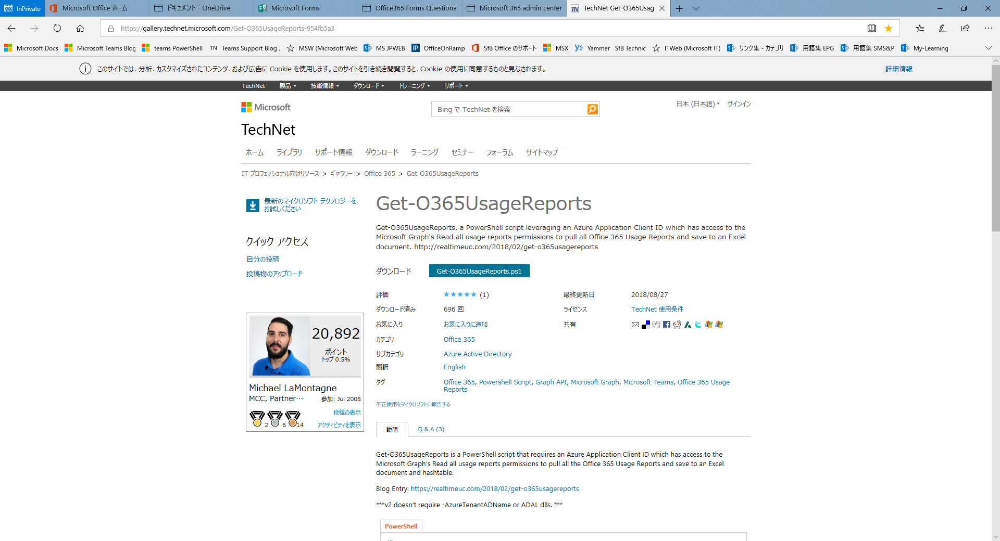 InPrivate
Microsoft Office ホーム
ドキュメント - OneDrive
Microsoft Forms
Office365 Forms Questiona
Microsoft 365 admin center
TechNet Get-O365Usag
https://gallery.technet.microsoft.com/Get-O365UsageReports-954fb5a3
Microsoft Docs
Microsoft Teams Blog
teams PowerShell
TN Teams Support Blog J
MSW (Microsoft Web
MS JPWEB
IP OfficeOnRamp
SfB Office のサポート
MSX
Yammer
SfB Technic
ITWeb (Microsoft IT)
リンク集 - カテゴリ
用語集 EPG
用語集 SMS&P
My-Learning
このサイトでは、分析、カスタマイズされたコンテンツ、および広告に Cookie を使用します。このサイトを引き続き閲覧すると、Cookie の使用に同意するものと見なされます。
詳細情報
TechNet 製品 技術情報 ダウンロード トレーニング サポート
Microsoft
Bing で TechNet を検索
日本 (日本語) サインイン
TechNet
ホーム ライブラリ サポート情報 ダウンロード ラーニング セミナー フォーラム サイトマップ
IT プロフェッショナル向けリソース > ギャラリー > Office 365 > Get-O365UsageReports
最新のマイクロソフト テクノロジーを
お試しください
クイック アクセス
自分の投稿
投稿物のアップロード
20,892
ポイント
トップ 0.5%
Michael LaMontagne
MCC, Partner… 参加: Jul 2008
投稿の表示
2 6 14
アクティビティを表示
Get-O365UsageReports
Get-O365UsageReports, a PowerShell script leveraging an Azure Application Client ID which has access to the
Microsoft Graph's Read all usage reports permissions to pull all Office 365 Usage Reports and save to an Excel
document. http://realtimeuc.com/2018/02/get-o365usagereports
ダウンロード Get-O365UsageReports.ps1
評価 ★★★★★ (1) 最終更新日 2018/08/27
ダウンロード済み 696 回 ライセンス TechNet 使用条件
お気に入り お気に入りに追加 共有
カテゴリ Office 365
サブカテゴリ Azure Active Directory
翻訳 English
タグ Office 365, Powershell Script, Graph API, Microsoft Graph, Microsoft Teams, Office 365 Usage
Reports
不正使用をマイクロソフトに報告する
説明 Q & A (3)
Get-O365UsageReports is a PowerShell script that requires an Azure Application Client ID which has access to the
Microsoft Graph's Read all usage reports permissions to pull all the Office 365 Usage Reports and save to an Excel
document and hashtable.
Blog Entry: https://realtimeuc.com/2018/02/get-o365usagereports
***v2 doesn't require -AzureTenantADName or ADAL dlls. ***
PowerShell